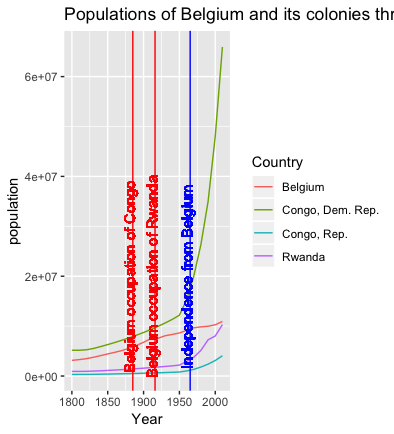 Populations of Belgium and its colonies thr
population
6e+07
4e+07
2e+07
0e+00
Belgium occupation of Congo
Belgium occupation of Rwanda
Independence from Belgium
1800
1850
1900
1950
2000
Year
Country
Belgium
Congo, Dem. Rep.
Congo, Rep.
Rwanda